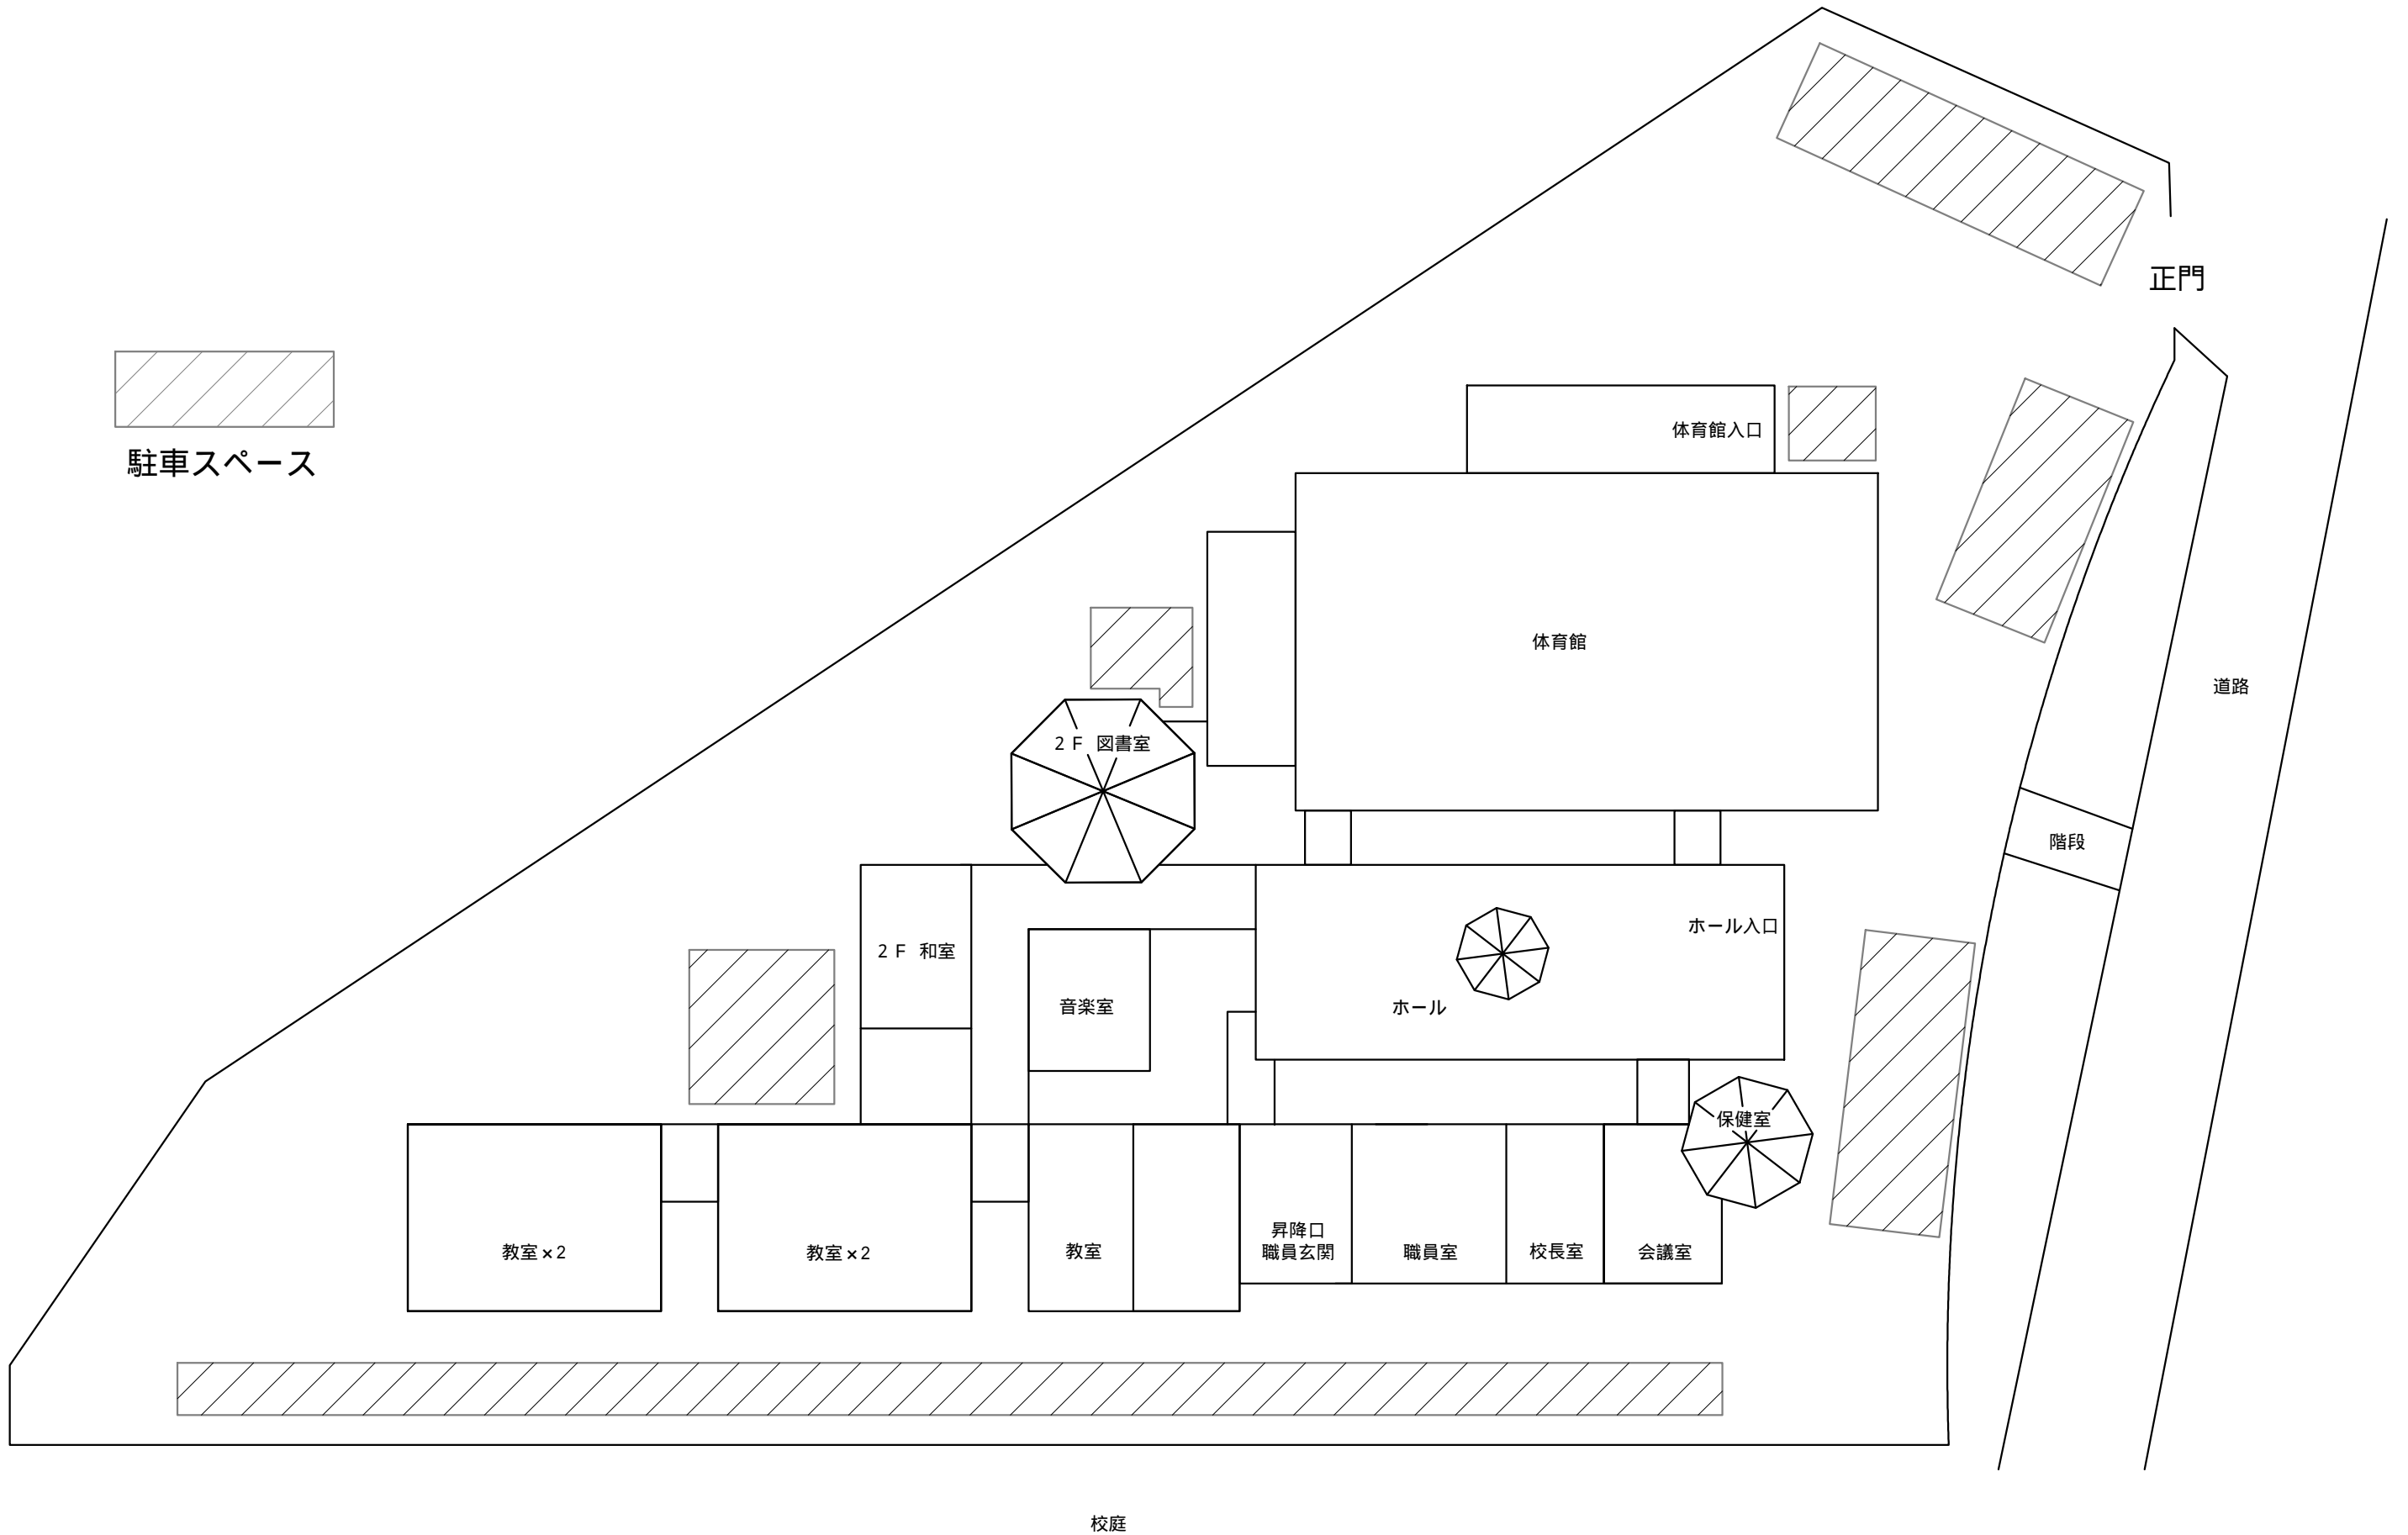 正門
駐車スペース
体育館入口
体育館
道路
2F 図書室
階段
ホール入口
2F 和室
音楽室
ホール
保健室
昇降口
職員玄関
教室×2
教室×2
教室
職員室
校長室
会議室
校庭